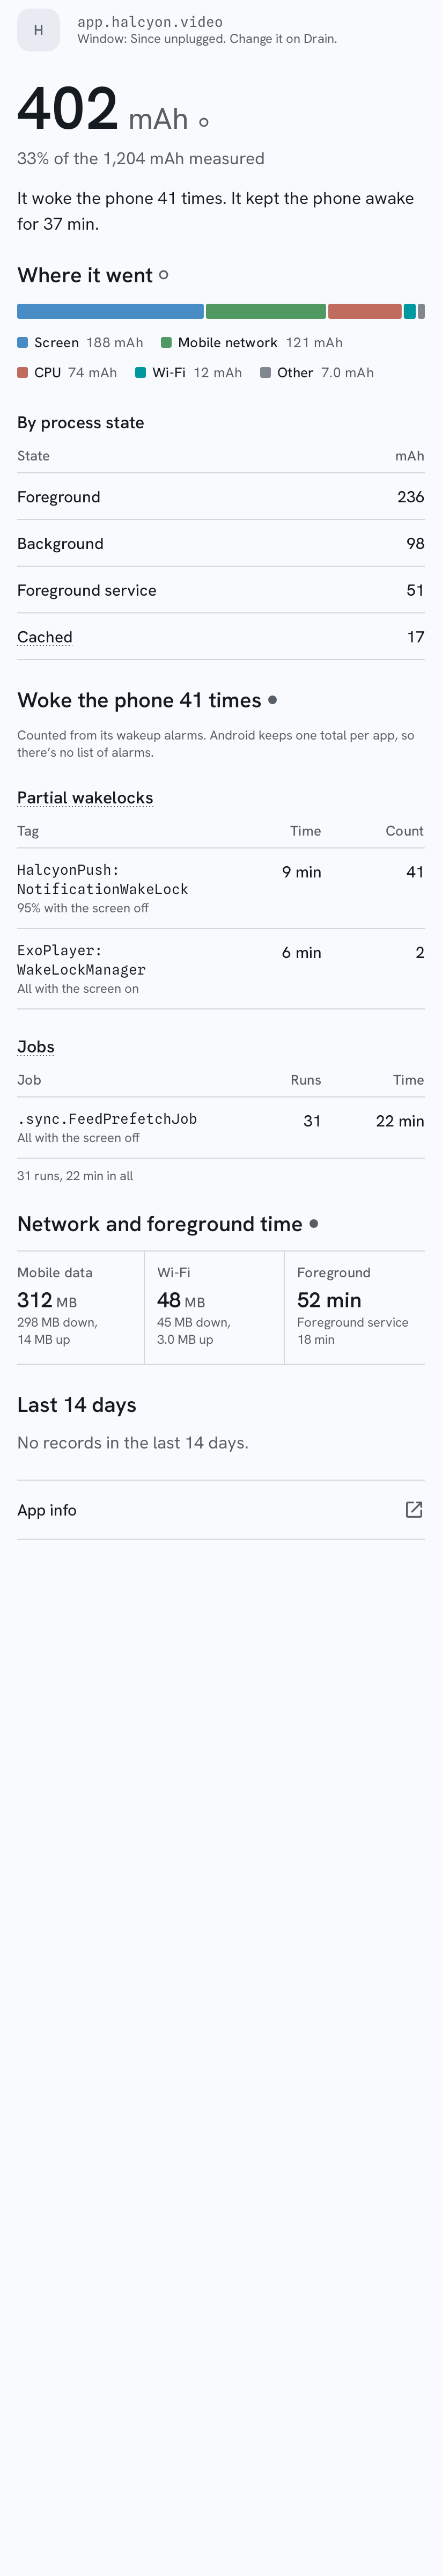 H
app.halcyon.video
Window: Since unplugged. Change it on Drain.
402 mAh
33% of the 1,204 mAh measured
It woke the phone 41 times. It kept the phone awake
for 37 min.
Where it went
Screen 188 mAh Mobile network 121 mAh
CPU 74 mAh Wi-Fi 12 mAh Other 7.0 mAh
By process state
State mAh
Foreground 236
Background 98
Foreground service 51
Cached 17
Woke the phone 41 times
Counted from its wakeup alarms. Android keeps one total per app, so
there’s no list of alarms.
Partial wakelocks
Tag Time Count
HalcyonPush: 9 min 41
NotificationWakeLock
95% with the screen off
ExoPlayer: 6 min 2
WakeLockManager
All with the screen on
Jobs
Job Runs Time
.sync.FeedPrefetchJob 31 22 min
All with the screen off
31 runs, 22 min in all
Network and foreground time
Mobile data Wi-Fi Foreground
312 MB 48 MB 52 min
298 MB down, 45 MB down, Foreground service
14 MB up 3.0 MB up 18 min
Last 14 days
No records in the last 14 days.
App info